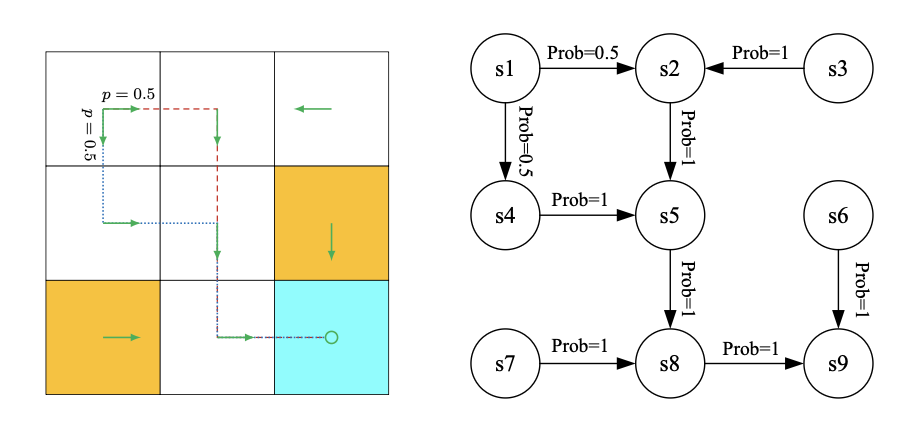 p = 0.5
p = 0.5
s1
Prob=0.5
s2
Prob=1
s3
Prob=0.5
Prob=1
s4
Prob=1
s5
s6
Prob=1
Prob=1
s7
Prob=1
s8
Prob=1
s9